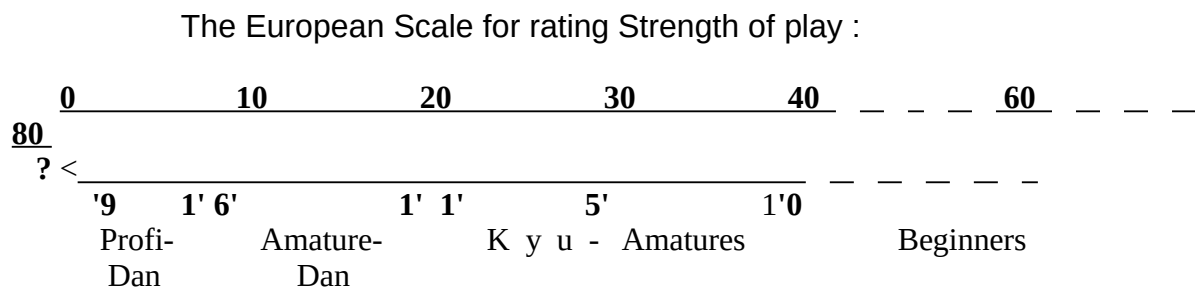 The European Scale for rating Strength of play :
0 10 20 30 40 60
80
? <
'9 1' 6' 1' 1' 5' 1'0
Profi- Amature- K y u - Amatures Beginners
Dan Dan